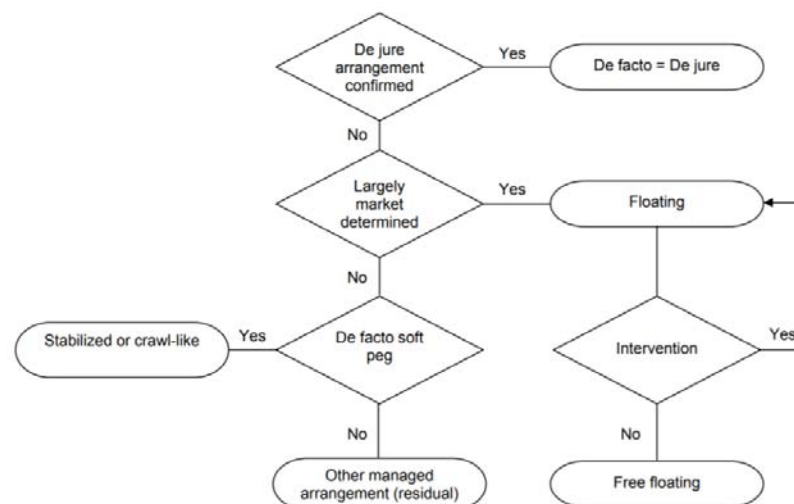 De jure
arrangement
confirmed
Yes
De facto = De jure
No
Largely
market
determined
Yes
Floating
No
Stabilized or crawl-like
Yes
De facto soft
peg
Intervention
Yes
No
No
Other managed
arrangement (residual)
Free floating